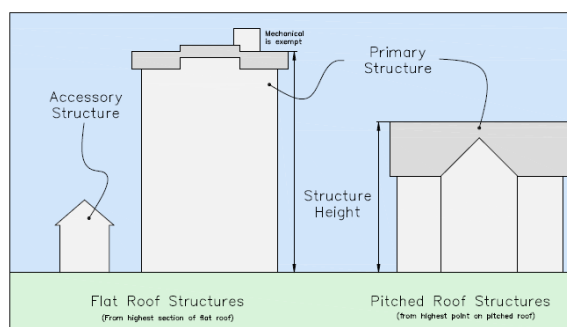 Mechanical
is exempt
Primary
Structure
Accessory
Structure
Structure
Height
Flat Roof Structures
(From highest section of flat roof)
Pitched Roof Structures
(from highest point on pitched roof)